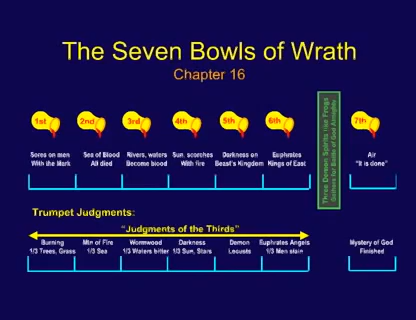 The Seven Bowls of Wrath
Chapter 16
1st 2nd 3rd 4th 5th 6th 7th
Sores on men Sea of Blood Rivers, waters Sun, scorches Darkness on Euphrates Air
With the Mark All died Become blood With fire Beast's Kingdom Kings of East "It is done"
Three Demon Spirits like Frogs
Gathers for Battle of God Almighty
Trumpet Judgments:
"Judgments of the Thirds"
Burning Mtn of Fire Wormwood Darkness Demon Euphrates Angels Mystery of God
1/3 Trees, Grass 1/3 Sea 1/3 Waters bitter 1/3 Sun, Stars Locusts 1/3 Men slain Finished